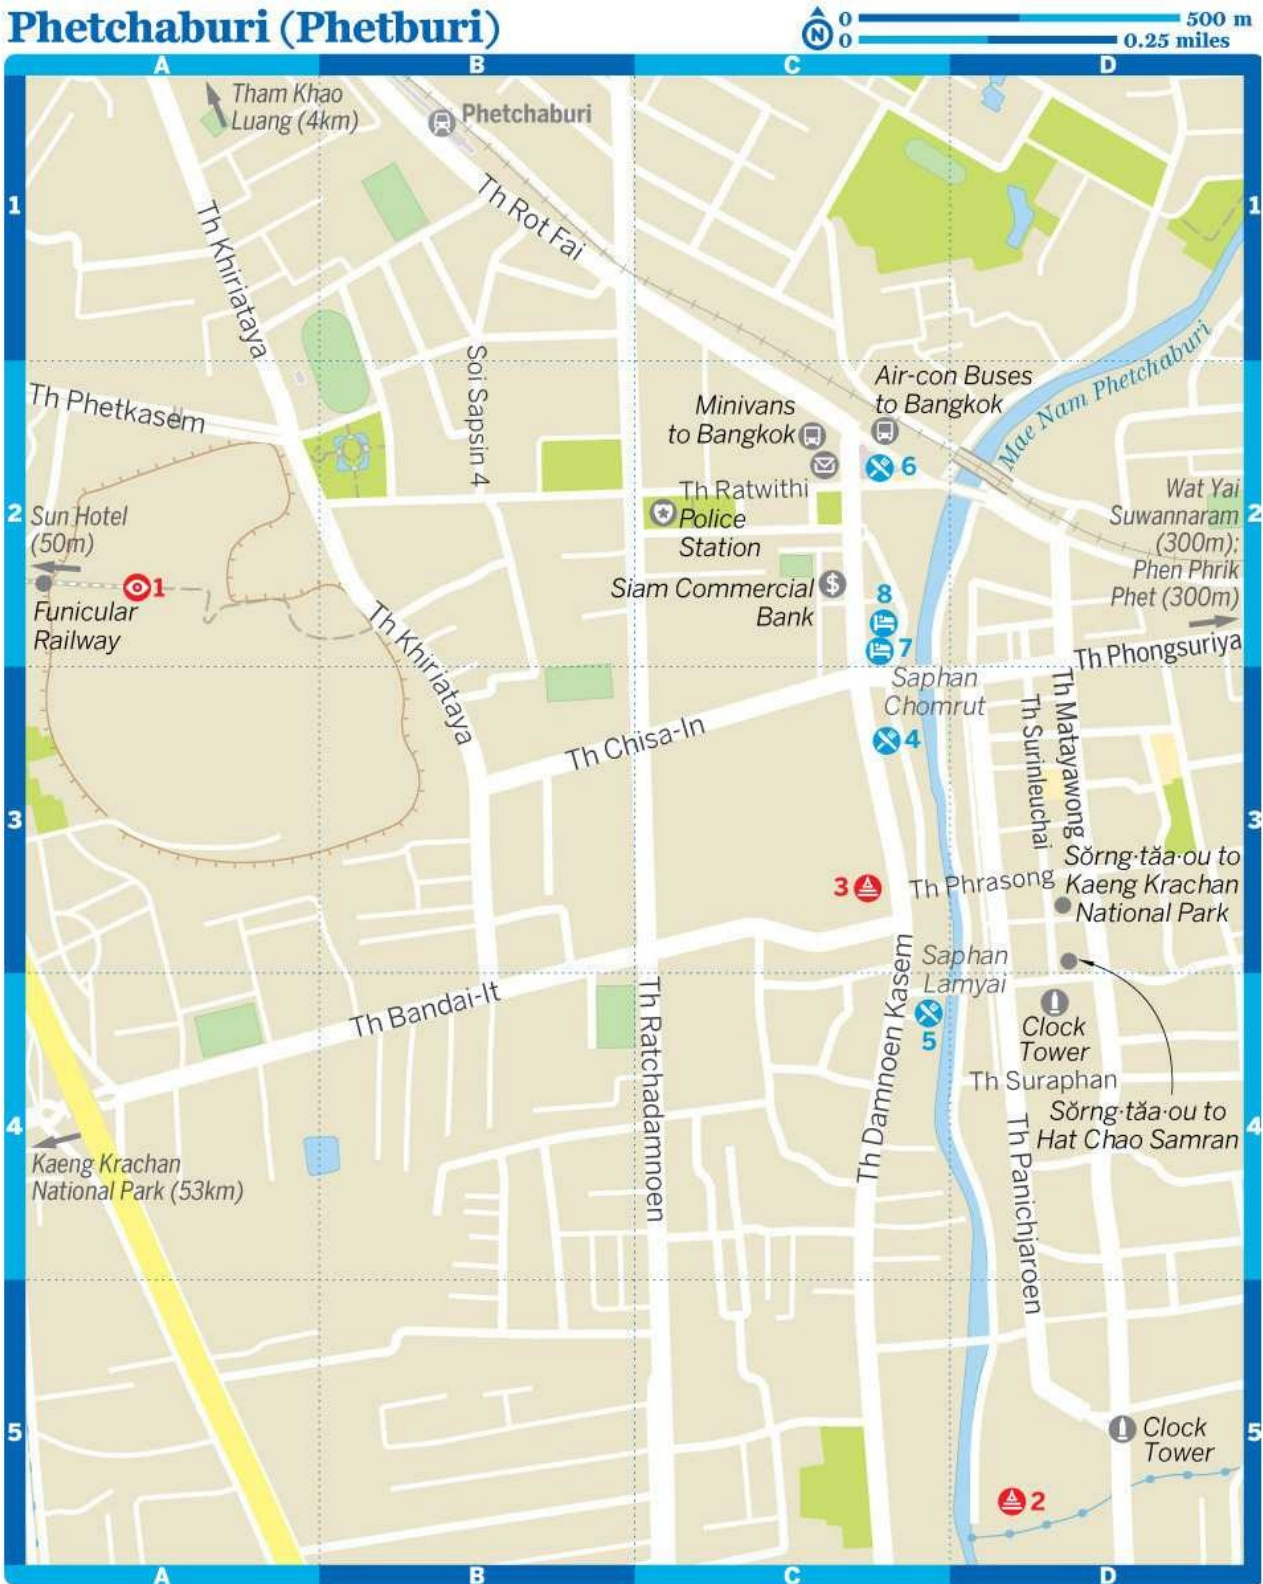 Phetchaburi (Phetburi)
N
0
500 m
0
0.25 miles
A
B
C
D
Tham Khao
Luang (4km)
Phetchaburi
1
1
Th Rot Fai
Th Khiriataya
Soi Sapsin 4
Mae Nam Phetchaburi
Air-con Buses
to Bangkok
Minivans
to Bangkok
Th Phetkasem
6
Th Ratwithi
Police
Station
2
2
Sun Hotel
(50m)
Wat Yai
Suwannaram
(300m);
Phen Phrik
Phet (300m)
1
Funicular
Railway
Siam Commercial
Bank
8
7
Th Khiriataya
Th Phongsuriya
Saphan
Chomrut
Th Matayawong
Th Surinleuchai
Th Chisa-In
4
3
3
Sŏrng·tăa·ou to
Kaeng Krachan
National Park
3
Th Phrasong
Saphan
Lamyai
Th Bandai-It
Th Ratchadamnoen
Th Damnoen Kasem
5
Clock
Tower
Th Suraphan
Sŏrng·tăa·ou to
Hat Chao Samran
4
4
Th Panichjaroen
Kaeng Krachan
National Park (53km)
5
5
Clock
Tower
2
A
B
C
D